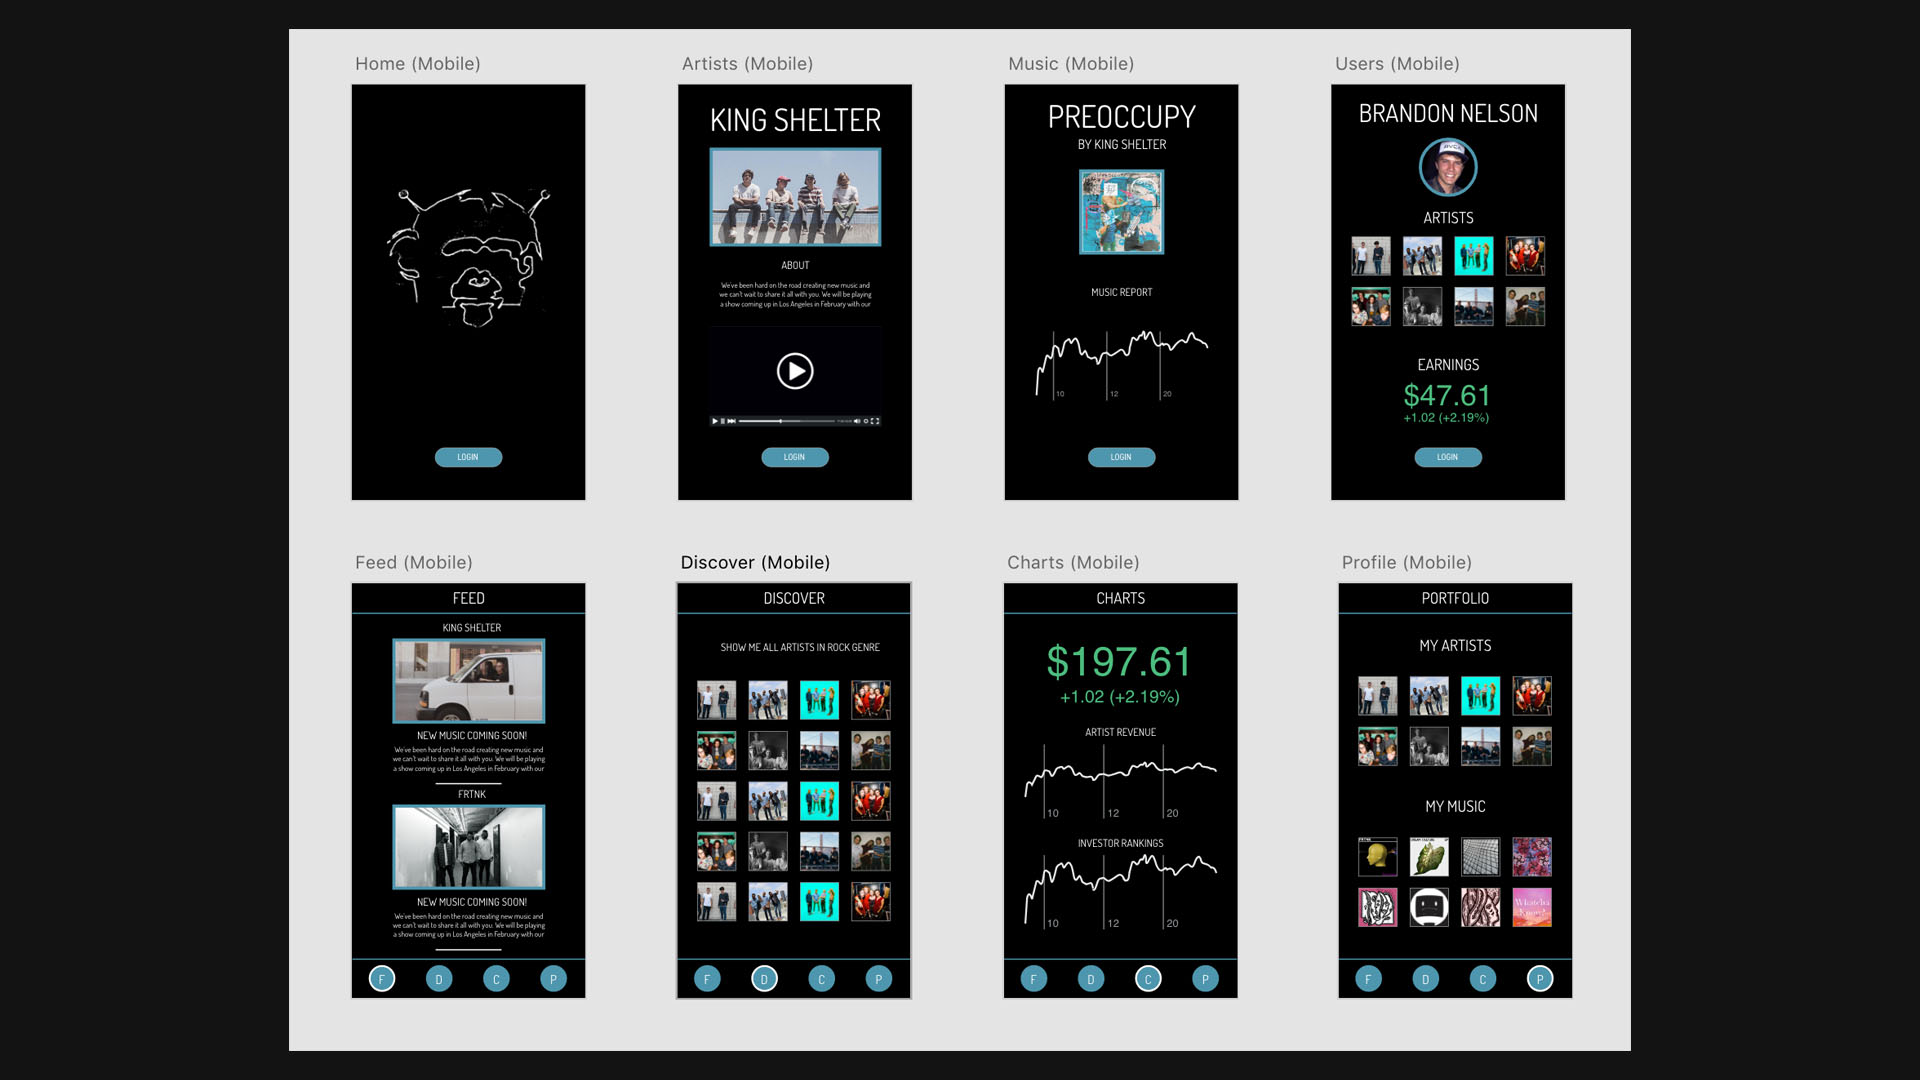 Home (Mobile)
LOGIN
Artists (Mobile)
KING SHELTER
ABOUT
We've been hard on the road creating new music and
we can't wait to share it all with you. We will be playing
a show coming up in Los Angeles in February with our
LOGIN
Music (Mobile)
PREOCCUPY
BY KING SHELTER
MUSIC REPORT
10
12
20
LOGIN
Users (Mobile)
BRANDON NELSON
RVCA
ARTISTS
EARNINGS
$47.61
+1.02 (+2.19%)
LOGIN
Feed (Mobile)
FEED
KING SHELTER
NEW MUSIC COMING SOON!
We've been hard on the road creating new music and
we can't wait to share it all with you. We will be playing
a show coming up in Los Angeles in February with our
FRTNK
NEW MUSIC COMING SOON!
We've been hard on the road creating new music and
we can't wait to share it all with you. We will be playing
a show coming up in Los Angeles in February with our
F D C P
Discover (Mobile)
DISCOVER
SHOW ME ALL ARTISTS IN ROCK GENRE
F D C P
Charts (Mobile)
CHARTS
$197.61
+1.02 (+2.19%)
ARTIST REVENUE
10
12
20
INVESTOR RANKINGS
10
12
20
F D C P
Profile (Mobile)
PORTFOLIO
MY ARTISTS
MY MUSIC
Whatcha
Know?
F D C P